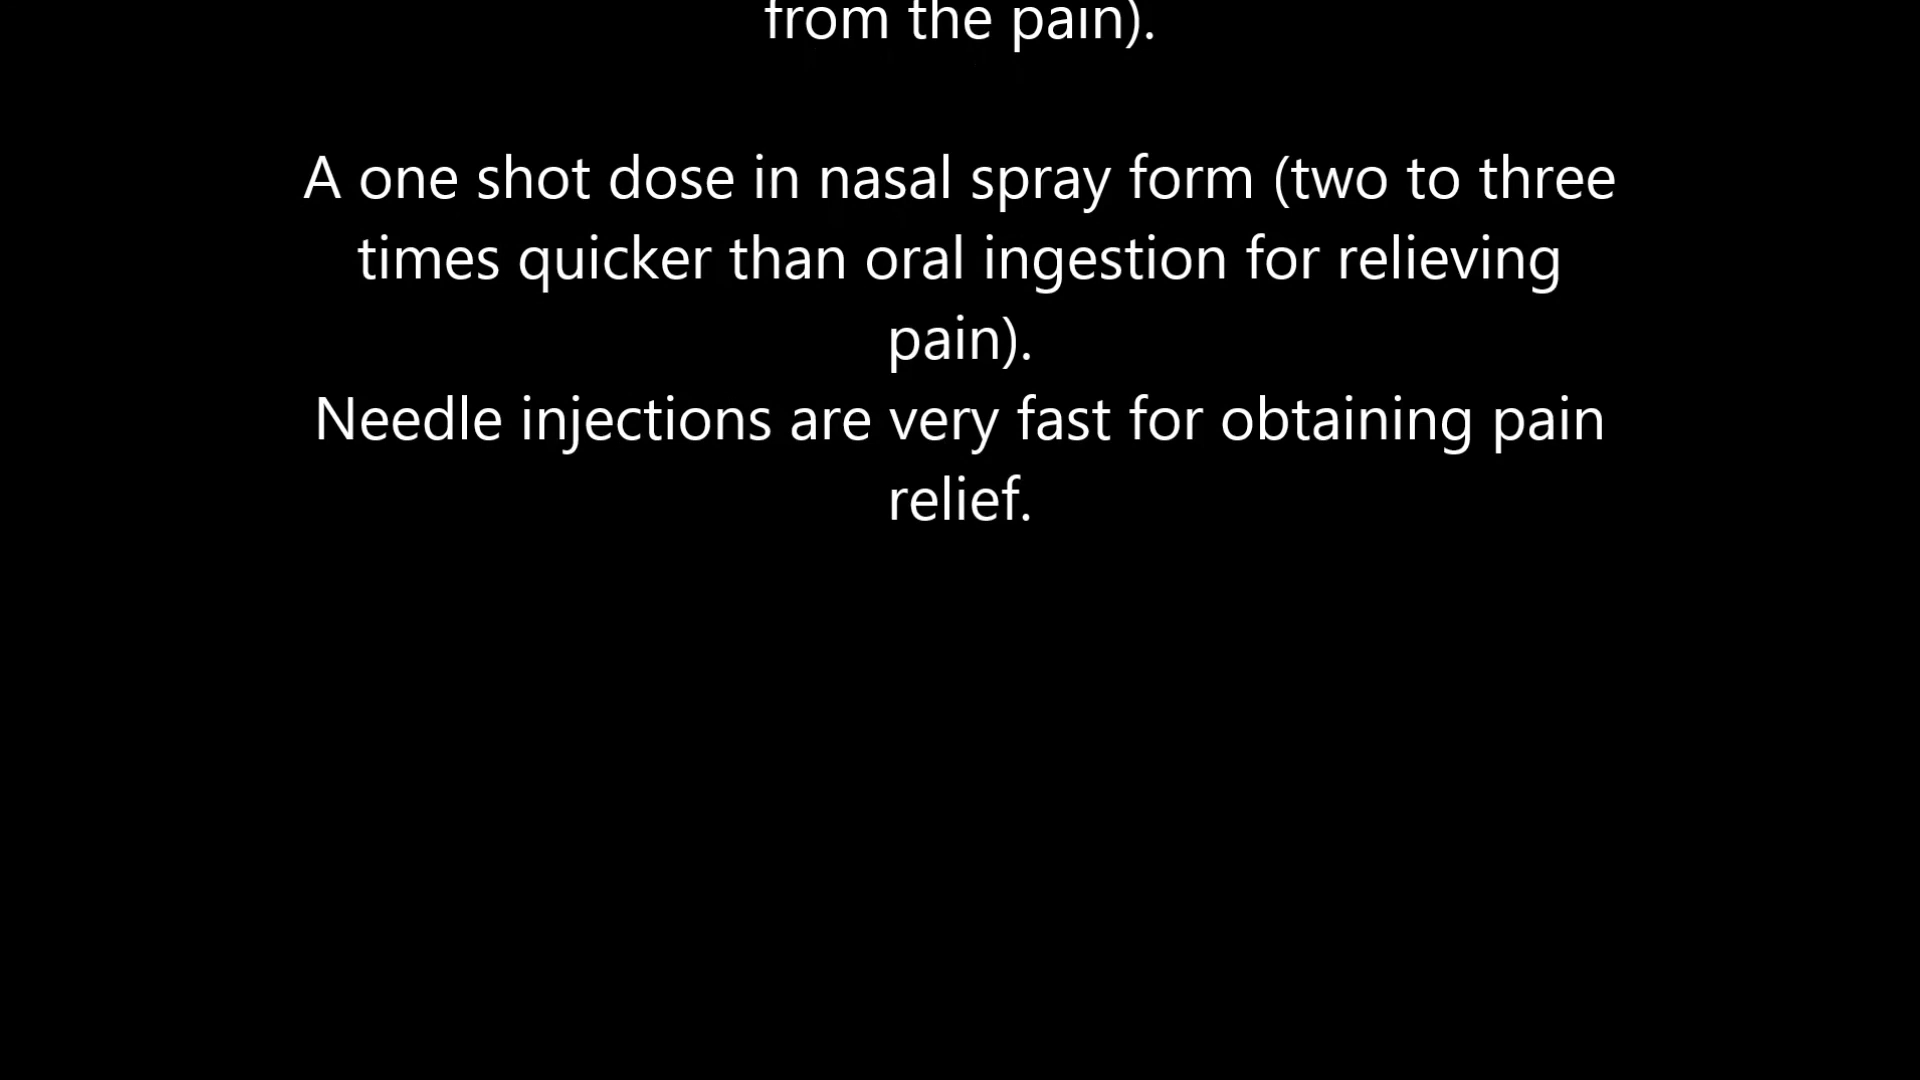 from the pain).
A one shot dose in nasal spray form (two to three
times quicker than oral ingestion for relieving
pain).
Needle injections are very fast for obtaining pain
relief.